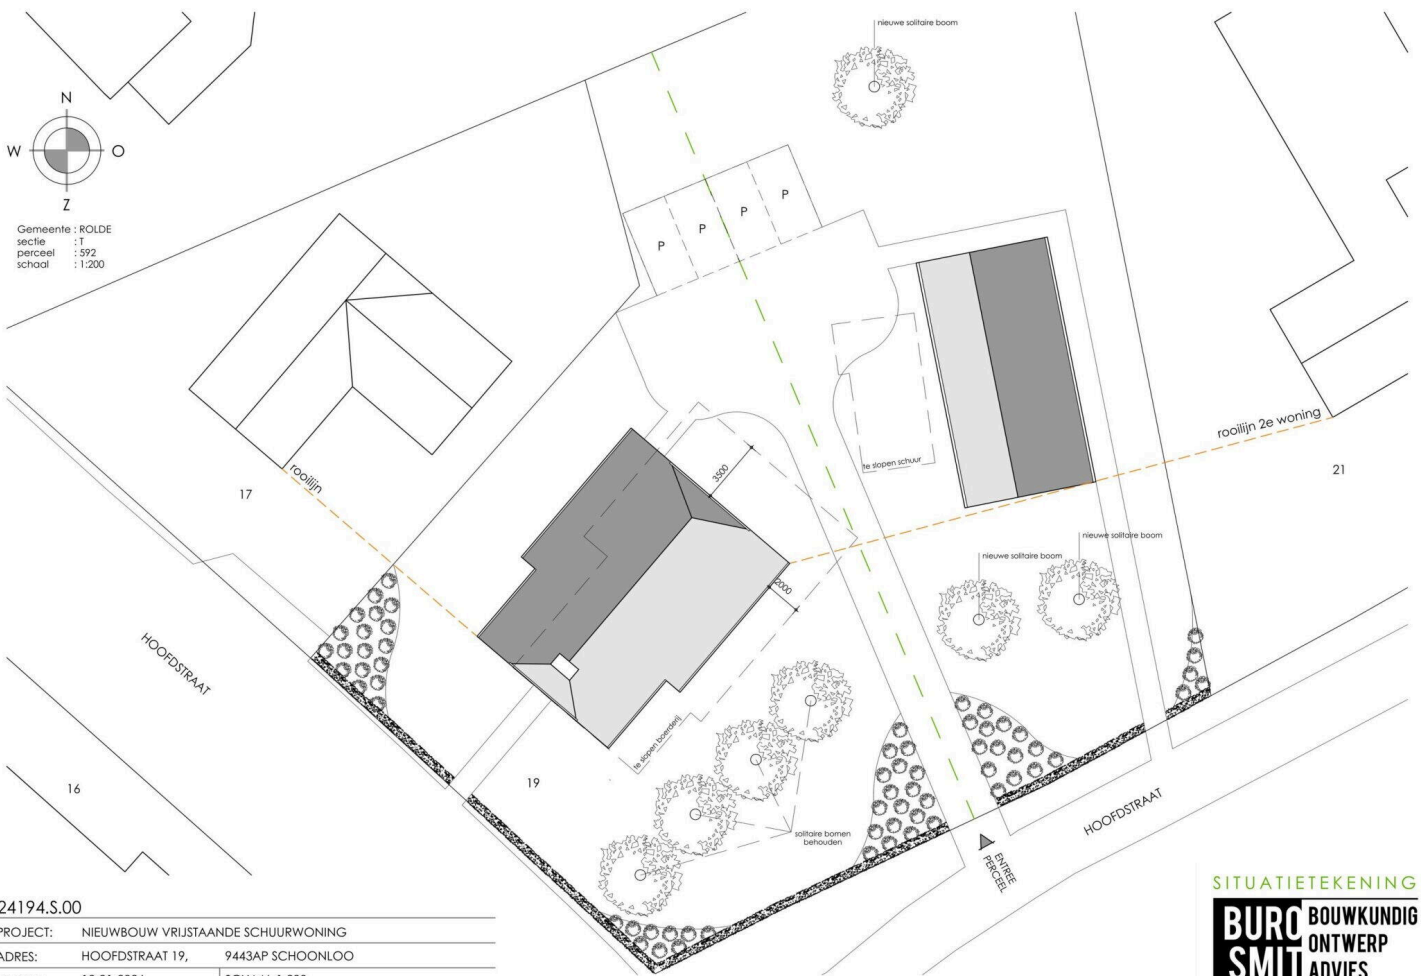 nieuwe solitaire boom
N
W O
Z
Gemeente : ROLDE
sectie : T
perceel : 592
schaal : 1:200
P
P
P
P
rooilijn
17
3500
te slopen schuur
rooilijn 2e woning
21
nieuwe solitaire boom
nieuwe solitaire boom
2000
HOOFDSTRAAT
te slopen boerderij
16
19
solitaire bomen
behouden
HOOFDSTRAAT
ENTREE
PERCEEL
24194.S.00
PROJECT: NIEUWBOUW VRIJSTAANDE SCHUURWONING
ADRES: HOOFDSTRAAT 19, 9443AP SCHOONLOO
SITUATIETEKENING
BURO SMIT
BOUWKUNDIG
ONTWERP
ADVIES